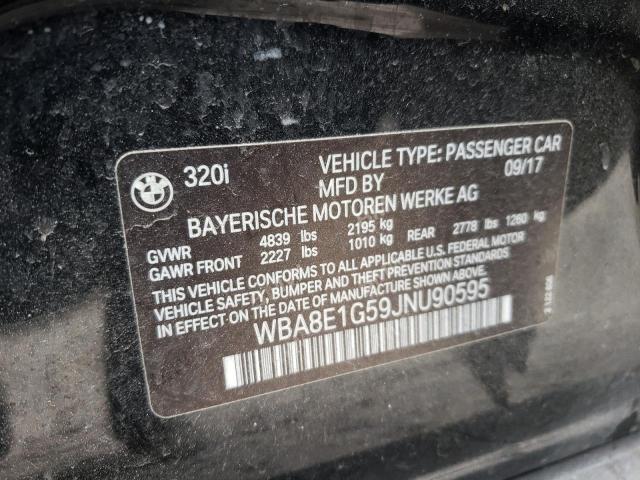 320i VEHICLE TYPE: PASSENGER CAR
MFD BY 09/17
BAYERISCHE MOTOREN WERKE AG
GVWR 4839 lbs 2195 kg
GAWR FRONT 2227 lbs 1010 kg REAR 2778 lbs 1260 kg
THIS VEHICLE CONFORMS TO ALL APPLICABLE U.S. FEDERAL MOTOR
VEHICLE SAFETY, BUMPER AND THEFT PREVENTION STANDARDS
IN EFFECT ON THE DATE OF MANUFACTURE SHOWN ABOVE.
WBA8E1G59JNU90595